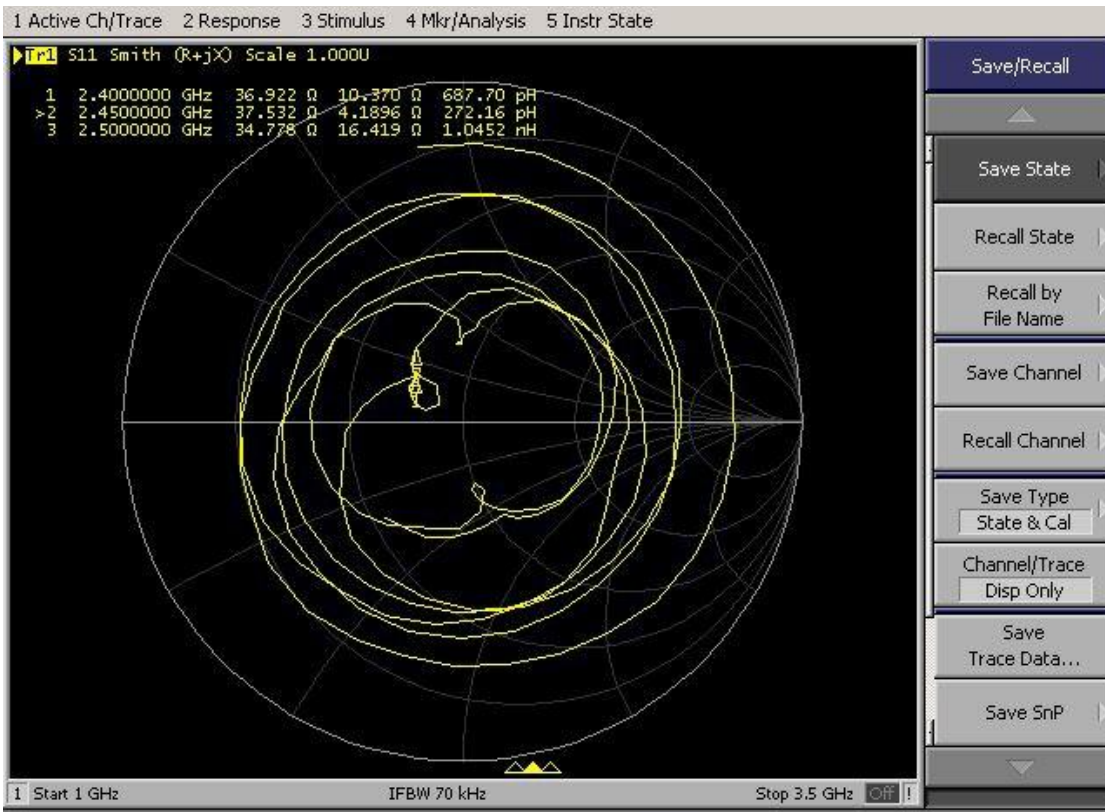 1 Active Ch/Trace 2 Response 3 Stimulus 4 Mkr/Analysis 5 Instr State
Tr1 S11 Smith (R+jX) Scale 1.000U
1 2.4000000 GHz 36.922 Ω 10.370 Ω 687.70 pH
>2 2.4500000 GHz 37.532 Ω 4.1896 Ω 272.16 pH
3 2.5000000 GHz 34.778 Ω 16.419 Ω 1.0452 nH
Save/Recall
Save State
Recall State
Recall by
File Name
Save Channel
Recall Channel
Save Type
State & Cal
Channel/Trace
Disp Only
Save
Trace Data...
Save SnP
1 Start 1 GHz IFBW 70 kHz Stop 3.5 GHz Off !